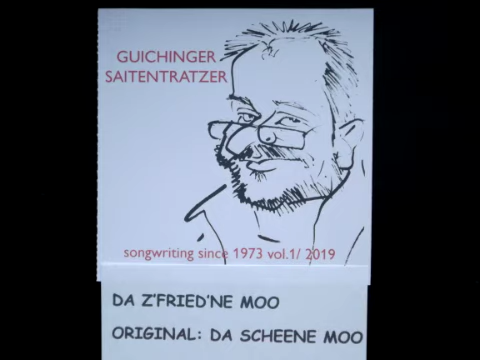 GUICHINGER
SAITENTRATZER
songwriting since 1973 vol.1/ 2019
DA Z'FRIED'NE MOO
ORIGINAL: DA SCHEENE MOO